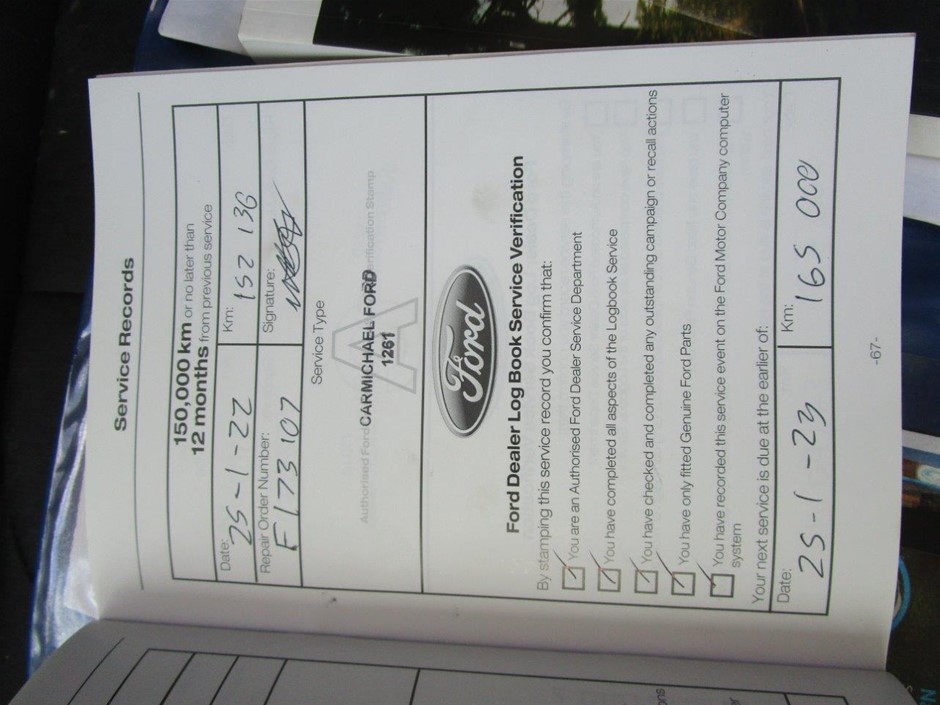 Service Records
150,000 km or no later than
12 months from previous service
Date: 25-1-22 Km: 152 136
Repair Order Number: F173107 Signature:
Service Type
Authorised Ford CARMICHAEL FORD rification Stamp
1261
A
Ford
Ford Dealer Log Book Service Verification
By stamping this service record you confirm that:
You are an Authorised Ford Dealer Service Department
You have completed all aspects of the Logbook Service
You have checked and completed any outstanding campaign or recall actions
You have only fitted Genuine Ford Parts
You have recorded this service event on the Ford Motor Company computer
system
Your next service is due at the earlier of:
Date: 25-1-23 Km: 165 000
-67-